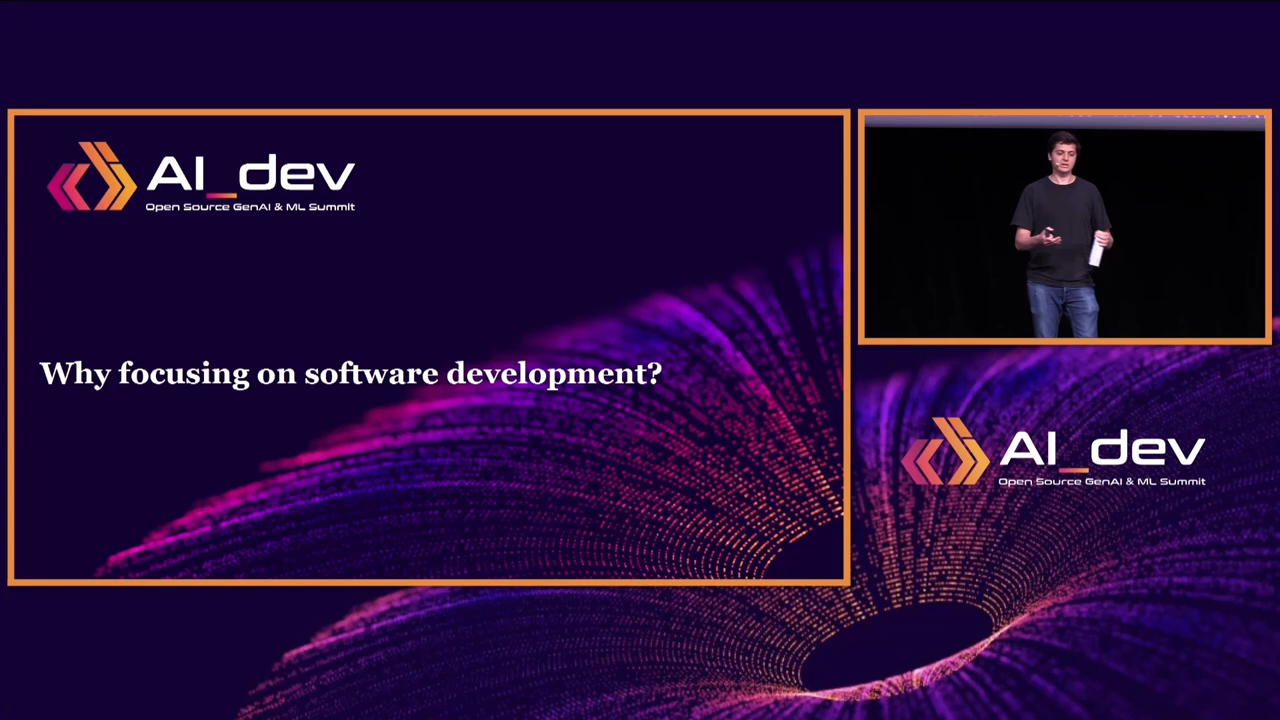 AI_dev
Open Source GenAI & ML Summit
Why focusing on software development?
AI_dev
Open Source GenAI & ML Summit